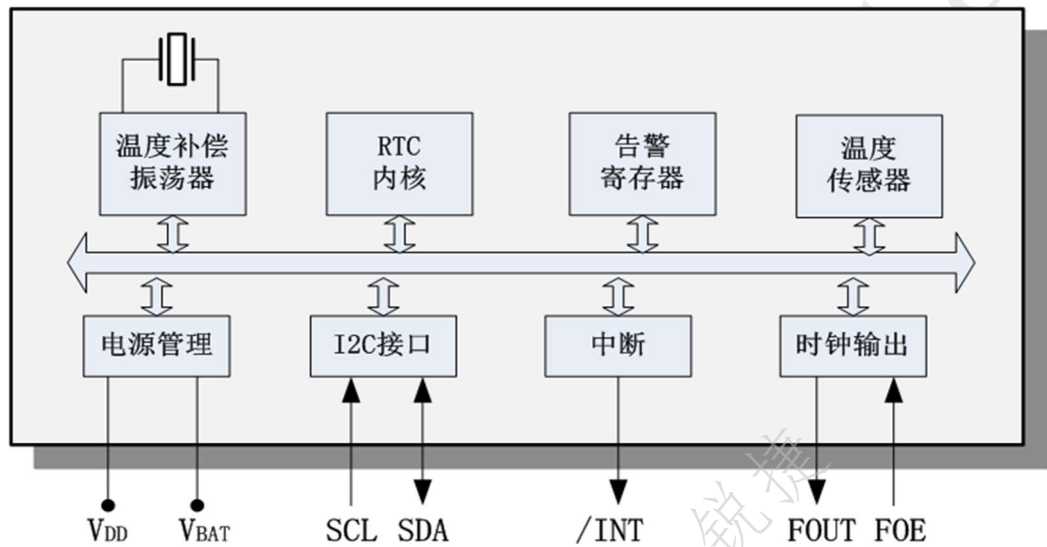 温度补偿
振荡器
RTC
内核
告警
寄存器
温度
传感器
电源管理
I2C接口
中断
时钟输出
VDD
VBAT
SCL
SDA
/INT
FOUT
FOE
锐捷